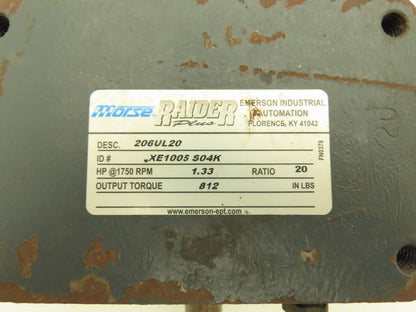 morse RAIDER Plus
EMERSON INDUSTRIAL
AUTOMATION
FLORENCE, KY 41042
DESC. 206UL20
ID # XE1005 S04K
HP @1750 RPM 1.33 RATIO 20
OUTPUT TORQUE 812 IN LBS
www.emerson-ept.com
FN0378